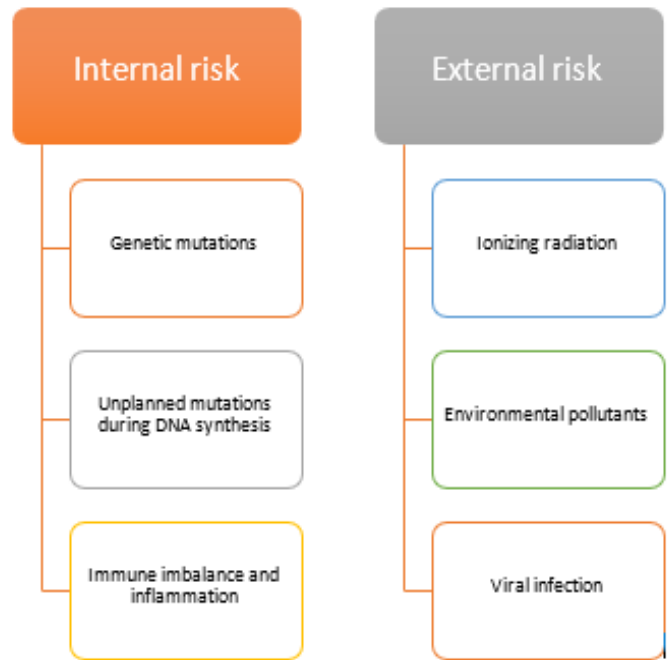 Internal risk
Genetic mutations
Unplanned mutations
during DNA synthesis
Immune imbalance and
inflammation
External risk
Ionizing radiation
Environmental pollutants
Viral infection